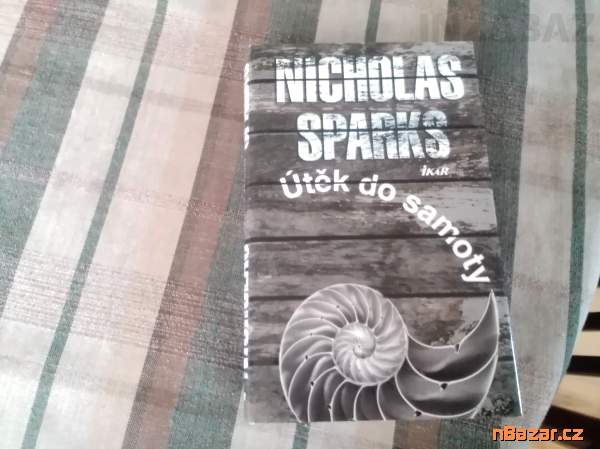 NICHOLAS
SPARKS
IKAR
Útěk do samoty
nBazar.cz